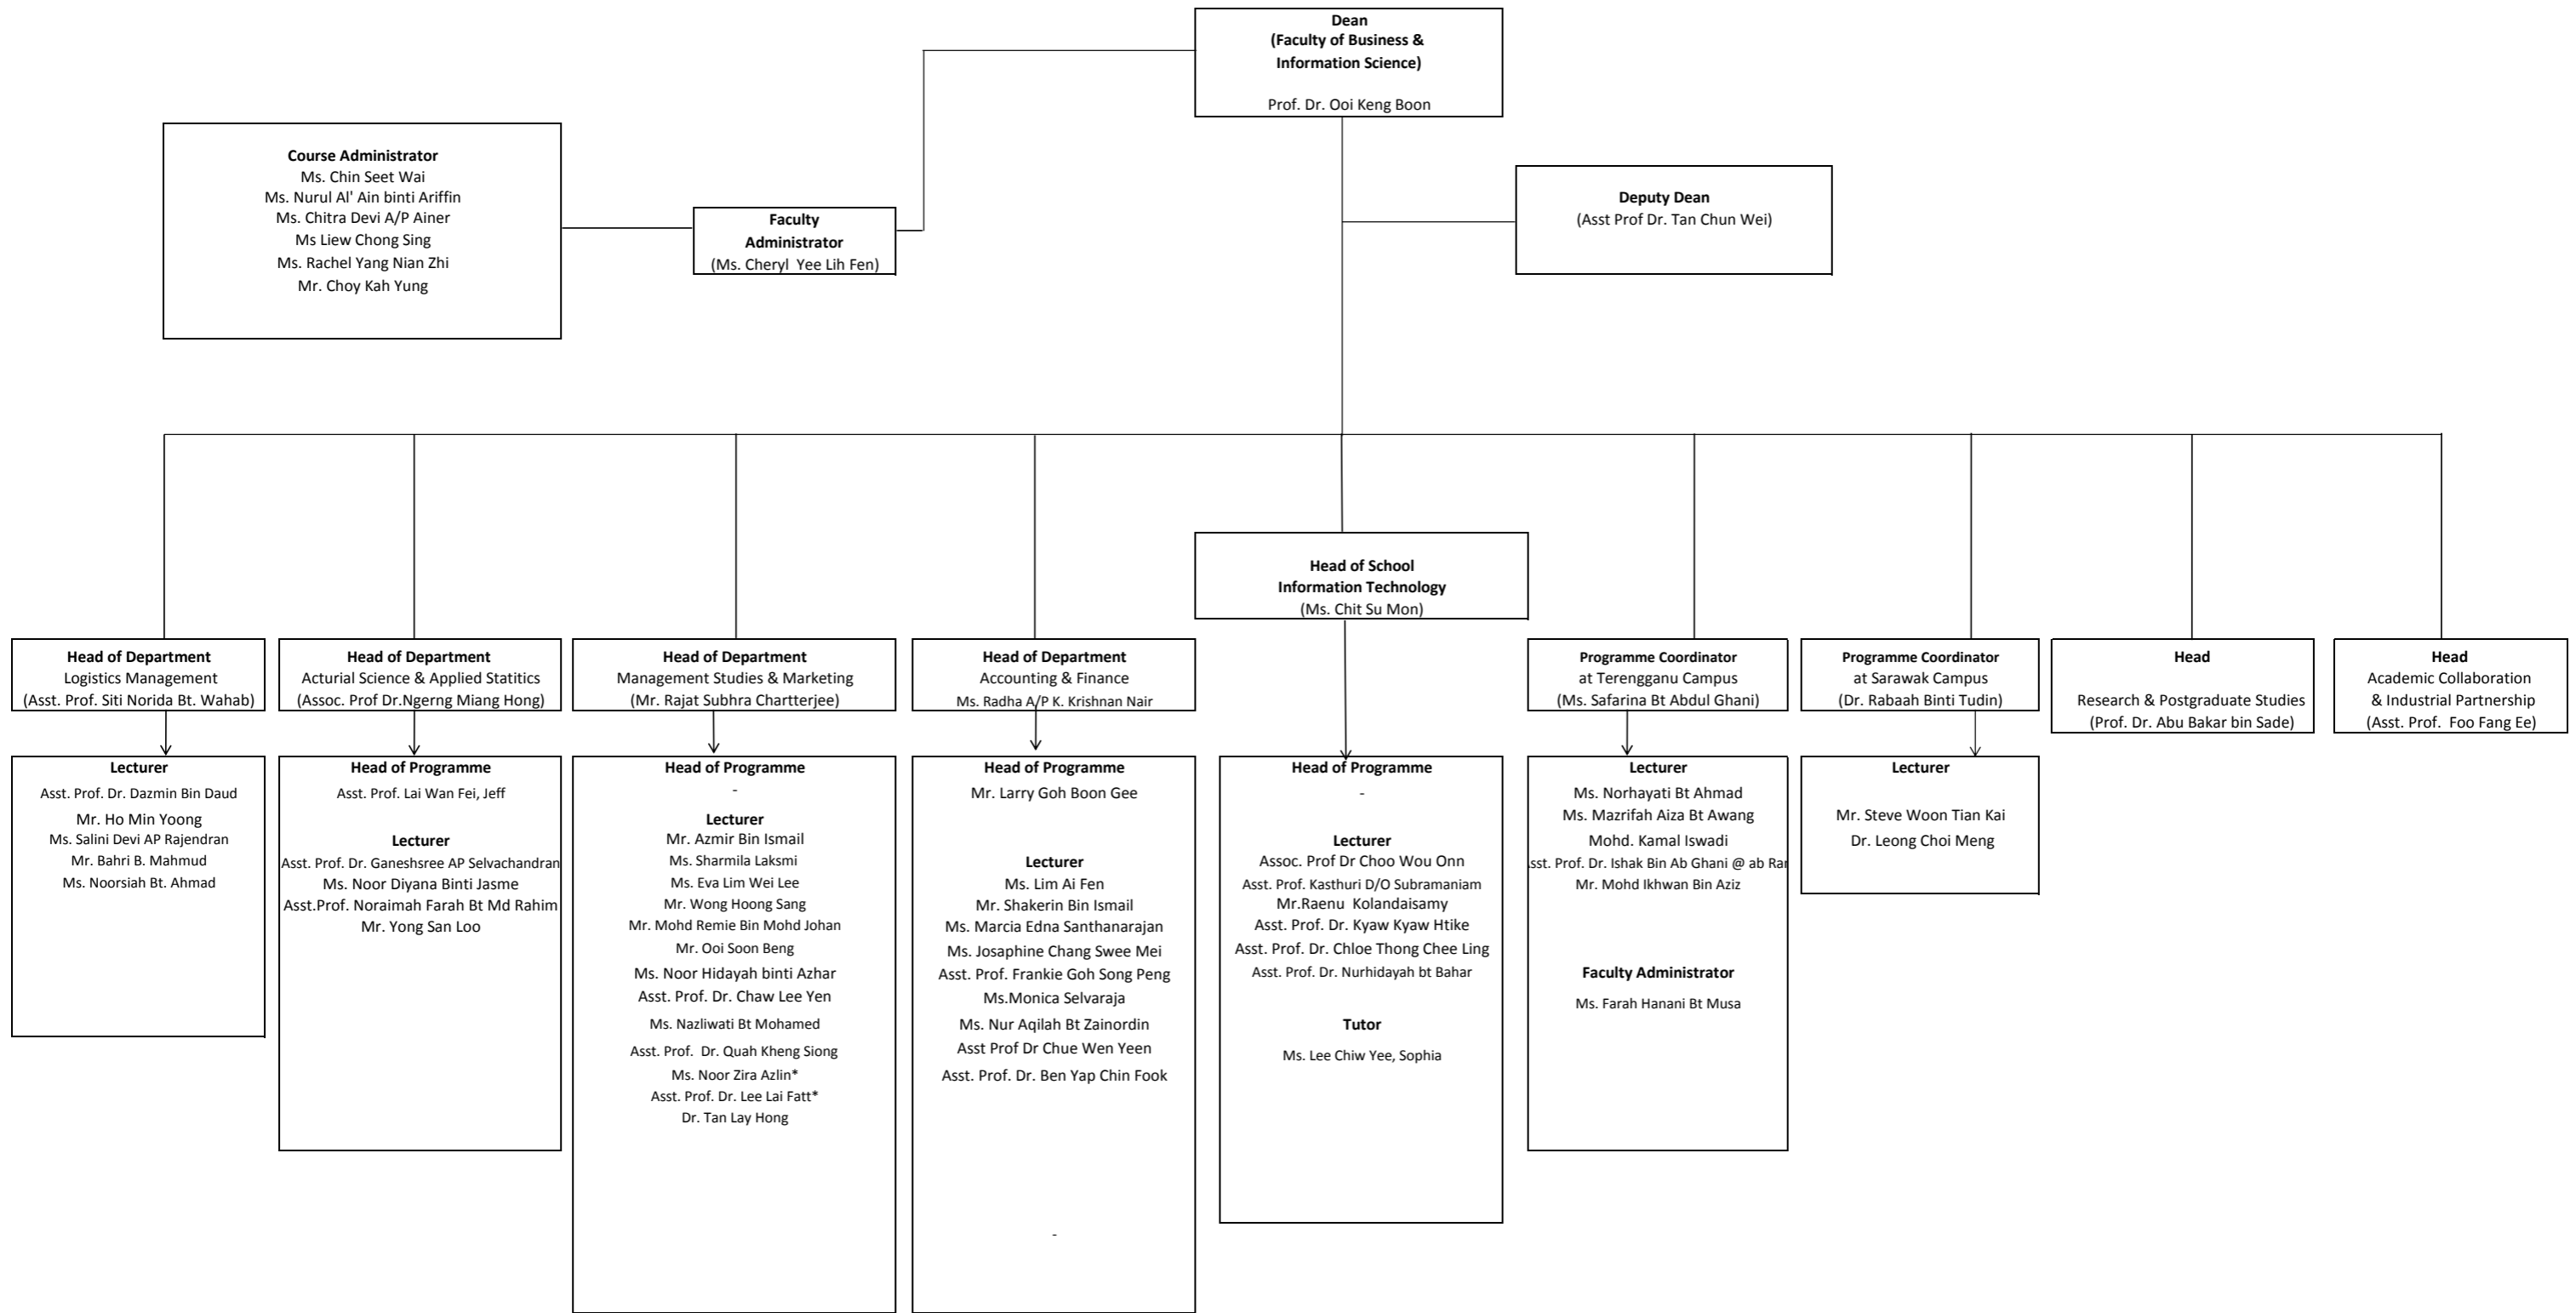 Dean
(Faculty of Business &
Information Science)
Prof. Dr. Ooi Keng Boon
Course Administrator
Ms. Chin Seet Wai
Ms. Nurul Al' Ain binti Ariffin
Ms. Chitra Devi A/P Ainer
Ms Liew Chong Sing
Ms. Rachel Yang Nian Zhi
Mr. Choy Kah Yung
Faculty
Administrator
(Ms. Cheryl Yee Lih Fen)
Deputy Dean
(Asst Prof Dr. Tan Chun Wei)
Head of School
Information Technology
(Ms. Chit Su Mon)
Head of Department
Logistics Management
(Asst. Prof. Siti Norida Bt. Wahab)
Head of Department
Acturial Science & Applied Statitics
(Assoc. Prof Dr.Ngerng Miang Hong)
Head of Department
Management Studies & Marketing
(Mr. Rajat Subhra Chartterjee)
Head of Department
Accounting & Finance
Ms. Radha A/P K. Krishnan Nair
Programme Coordinator
at Terengganu Campus
(Ms. Safarina Bt Abdul Ghani)
Programme Coordinator
at Sarawak Campus
(Dr. Rabaah Binti Tudin)
Head
Research & Postgraduate Studies
(Prof. Dr. Abu Bakar bin Sade)
Head
Academic Collaboration
& Industrial Partnership
(Asst. Prof. Foo Fang Ee)
Lecturer
Asst. Prof. Dr. Dazmin Bin Daud
Mr. Ho Min Yoong
Ms. Salini Devi AP Rajendran
Mr. Bahri B. Mahmud
Ms. Noorsiah Bt. Ahmad
Head of Programme
Asst. Prof. Lai Wan Fei, Jeff
Lecturer
Asst. Prof. Dr. Ganeshsree AP Selvachandran
Ms. Noor Diyana Binti Jasme
Asst.Prof. Noraimah Farah Bt Md Rahim
Mr. Yong San Loo
Head of Programme
-
Lecturer
Mr. Azmir Bin Ismail
Ms. Sharmila Laksmi
Ms. Eva Lim Wei Lee
Mr. Wong Hoong Sang
Mr. Mohd Remie Bin Mohd Johan
Mr. Ooi Soon Beng
Ms. Noor Hidayah binti Azhar
Asst. Prof. Dr. Chaw Lee Yen
Ms. Nazliwati Bt Mohamed
Asst. Prof. Dr. Quah Kheng Siong
Ms. Noor Zira Azlin*
Asst. Prof. Dr. Lee Lai Fatt*
Dr. Tan Lay Hong
Head of Programme
Mr. Larry Goh Boon Gee
Lecturer
Ms. Lim Ai Fen
Mr. Shakerin Bin Ismail
Ms. Marcia Edna Santhanarajan
Ms. Josaphine Chang Swee Mei
Asst. Prof. Frankie Goh Song Peng
Ms.Monica Selvaraja
Ms. Nur Aqilah Bt Zainordin
Asst Prof Dr Chue Wen Yeen
Asst. Prof. Dr. Ben Yap Chin Fook
-
Head of Programme
-
Lecturer
Assoc. Prof Dr Choo Wou Onn
Asst. Prof. Kasthuri D/O Subramaniam
Mr.Raenu Kolandaisamy
Asst. Prof. Dr. Kyaw Kyaw Htike
Asst. Prof. Dr. Chloe Thong Chee Ling
Asst. Prof. Dr. Nurhidayah bt Bahar
Tutor
Ms. Lee Chiw Yee, Sophia
Lecturer
Ms. Norhayati Bt Ahmad
Ms. Mazrifah Aiza Bt Awang
Mohd. Kamal Iswadi
Prof. Dr. Ishak Bin Ab Ghani @ ab
Mr. Mohd Ikhwan Bin Aziz
Faculty Administrator
Ms. Farah Hanani Bt Musa
Lecturer
Mr. Steve Woon Tian Kai
Dr. Leong Choi Meng